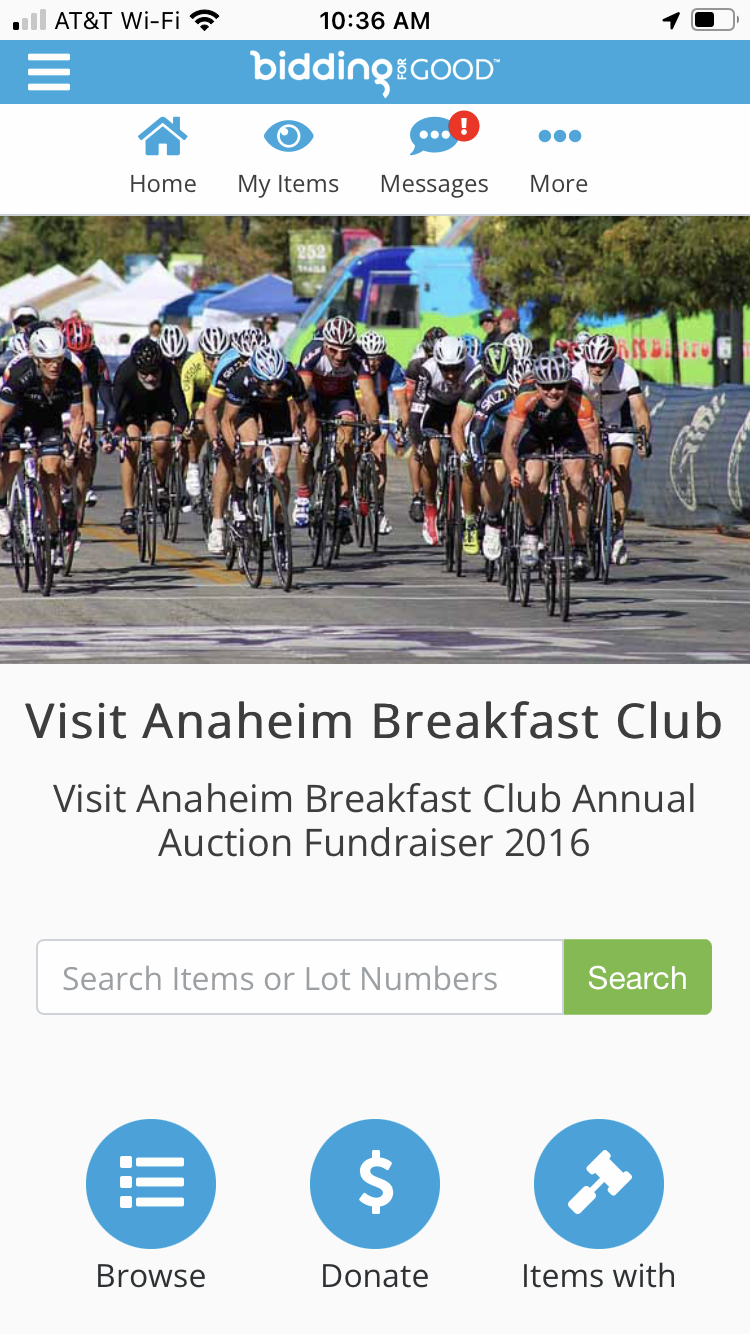 AT&T Wi-Fi 10:36 AM
bidding FOR GOOD™
Home My Items Messages More
252
Visit Anaheim Breakfast Club
Visit Anaheim Breakfast Club Annual
Auction Fundraiser 2016
Search Items or Lot Numbers Search
Browse Donate Items with